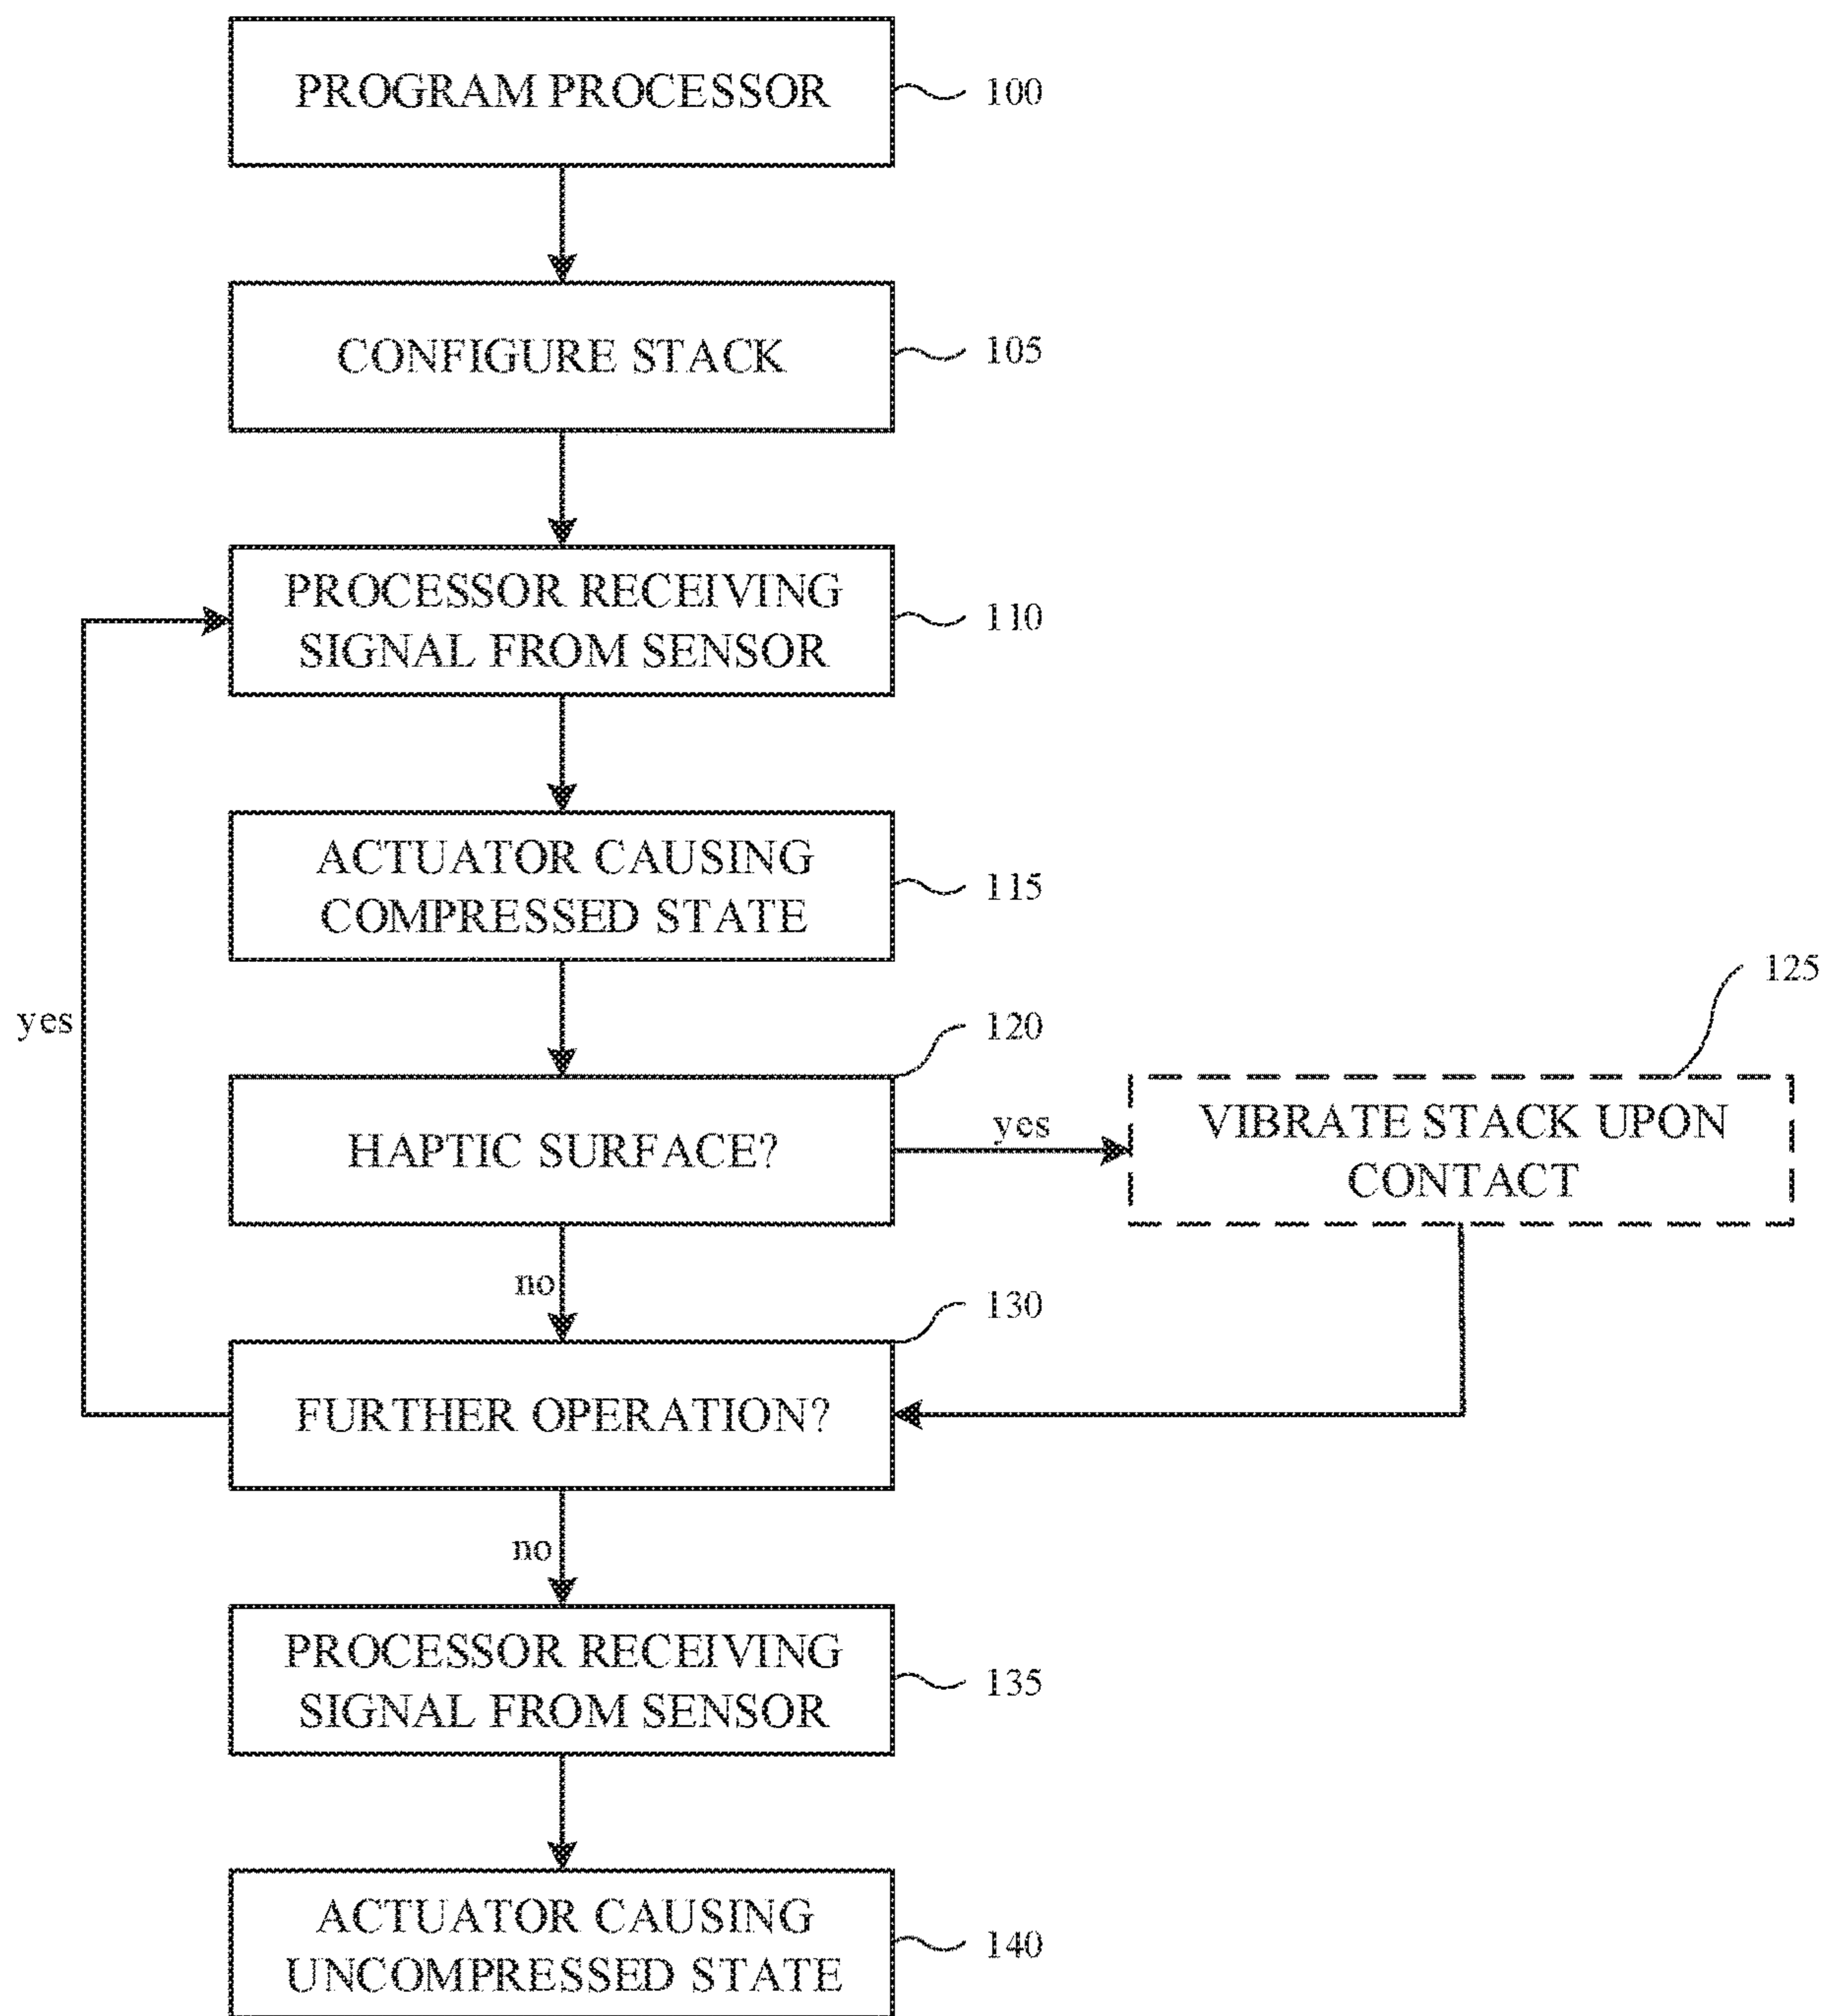 PROGRAM PROCESSOR
100
CONFIGURE STACK
105
PROCESSOR RECEIVING
SIGNAL FROM SENSOR
110
ACTUATOR CAUSING
COMPRESSED STATE
115
yes
120
125
HAPTIC SURFACE?
yes
VIBRATE STACK UPON
CONTACT
no
130
FURTHER OPERATION?
no
PROCESSOR RECEIVING
SIGNAL FROM SENSOR
135
ACTUATOR CAUSING
UNCOMPRESSED STATE
140